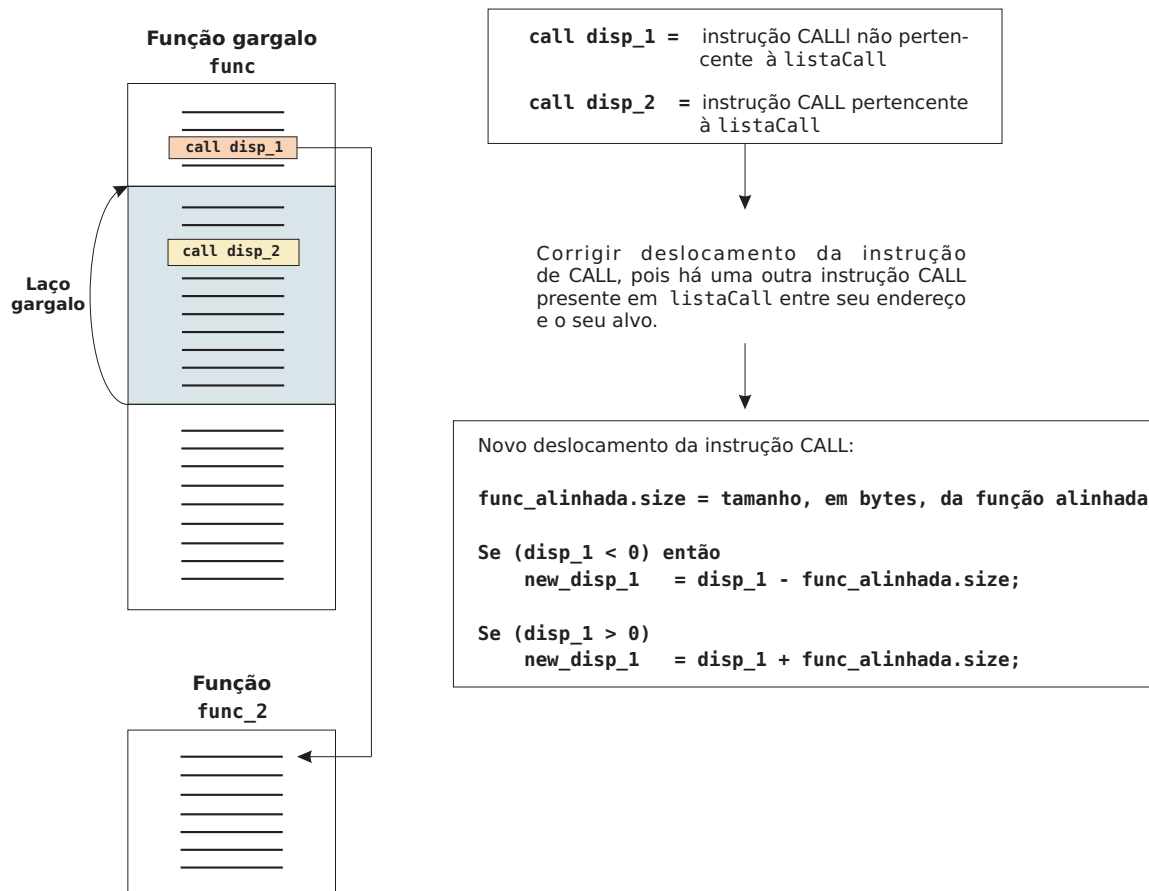 Função gargalo
func
call disp_1
call disp_2
Laço
gargalo
Função
func_2
call disp_1 = instrução CALLl não perten-
cente à listaCall
call disp_2 = instrução CALL pertencente
à listaCall
Corrigir deslocamento da instrução
de CALL, pois há uma outra instrução CALL
presente em listaCall entre seu endereço
e o seu alvo.
Novo deslocamento da instrução CALL:
func_alinhada.size = tamanho, em bytes, da função alinhada
Se (disp_1 < 0) então
new_disp_1 = disp_1 - func_alinhada.size;
Se (disp_1 > 0)
new_disp_1 = disp_1 + func_alinhada.size;